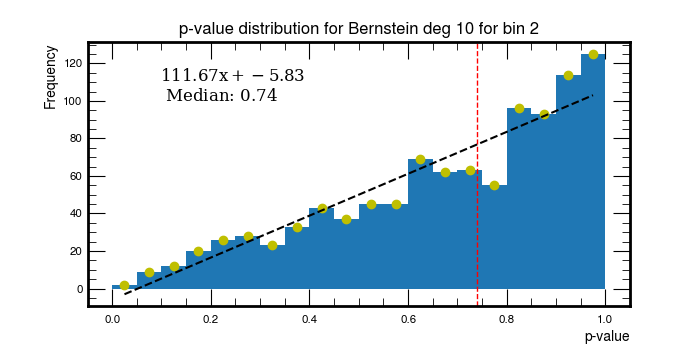 p-value distribution for Bernstein deg 10 for bin 2
Frequency
111.67x + −5.83
Median: 0.74
120
100
80
60
40
20
0
0.0 0.2 0.4 0.6 0.8 1.0
p-value